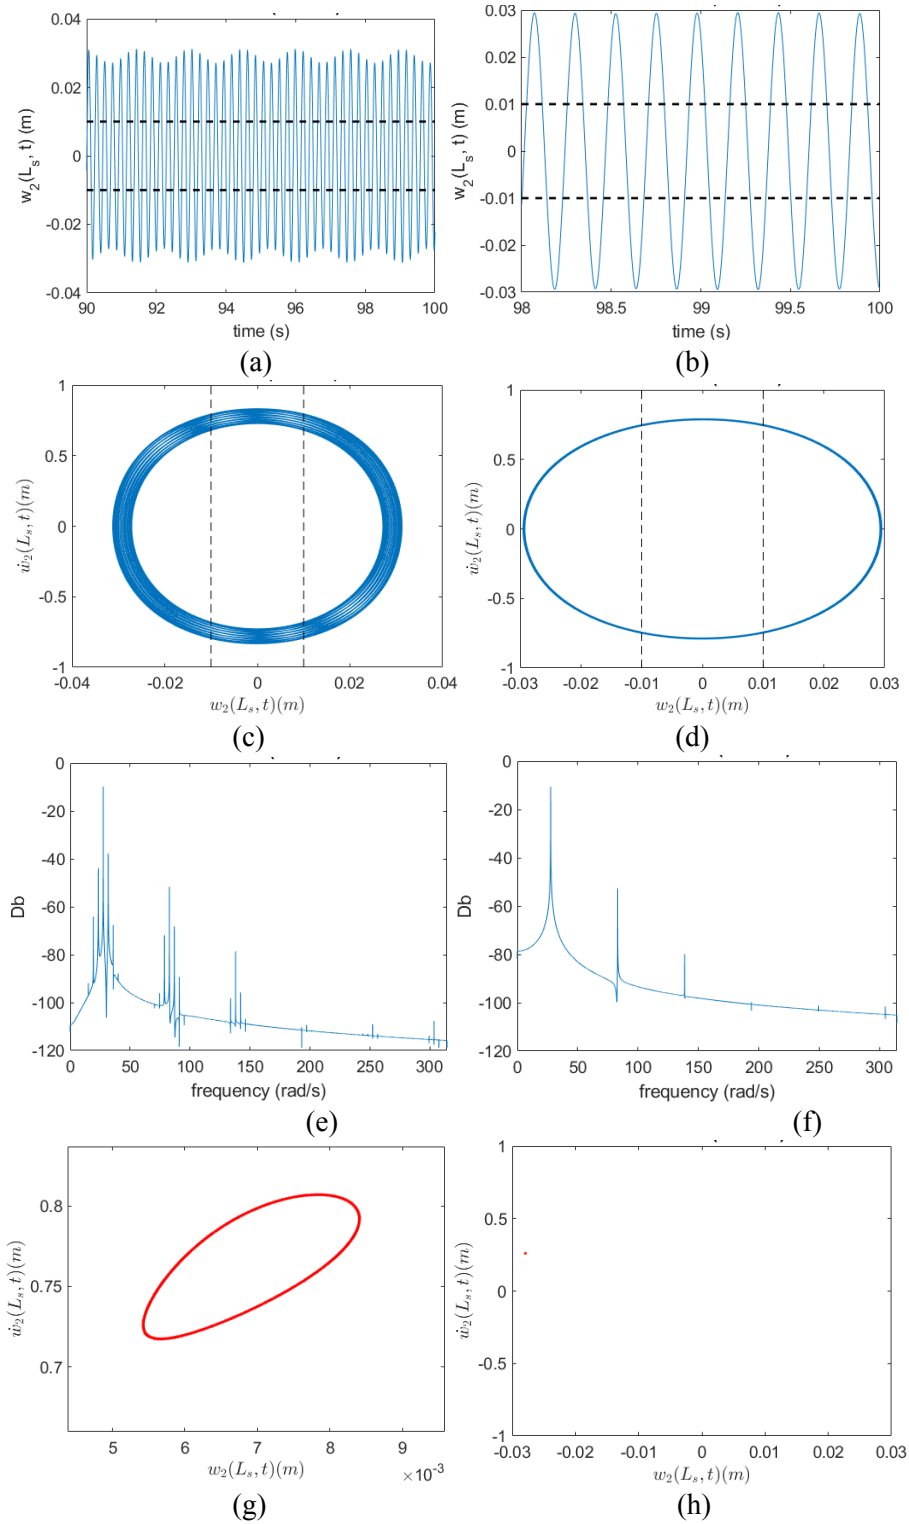 0.04
0.02
0
-0.02
-0.04
w₂(Lₛ, t) (m)
90 92 94 96 98 100
time (s)
(a)
0.03
0.02
0.01
0
-0.01
-0.02
-0.03
w₂(Lₛ, t) (m)
98 98.5 99 99.5 100
time (s)
(b)
1
0.5
0
-0.5
-1
ẇ₂(Lₛ, t)(m)
-0.04 -0.02 0 0.02 0.04
w₂(Lₛ, t)(m)
(c)
1
0.5
0
-0.5
-1
ẇ₂(Lₛ, t)(m)
-0.03 -0.02 -0.01 0 0.01 0.02 0.03
w₂(Lₛ, t)(m)
(d)
0
-20
-40
-60
-80
-100
-120
Db
0 50 100 150 200 250 300
frequency (rad/s)
(e)
0
-20
-40
-60
-80
-100
-120
Db
0 50 100 150 200 250 300
frequency (rad/s)
(f)
0.8
0.75
0.7
ẇ₂(Lₛ, t)(m)
5 6 7 8 9
×10⁻³
w₂(Lₛ, t)(m)
(g)
1
0.5
0
-0.5
-1
ẇ₂(Lₛ, t)(m)
-0.03 -0.02 -0.01 0 0.01 0.02 0.03
w₂(Lₛ, t)(m)
(h)